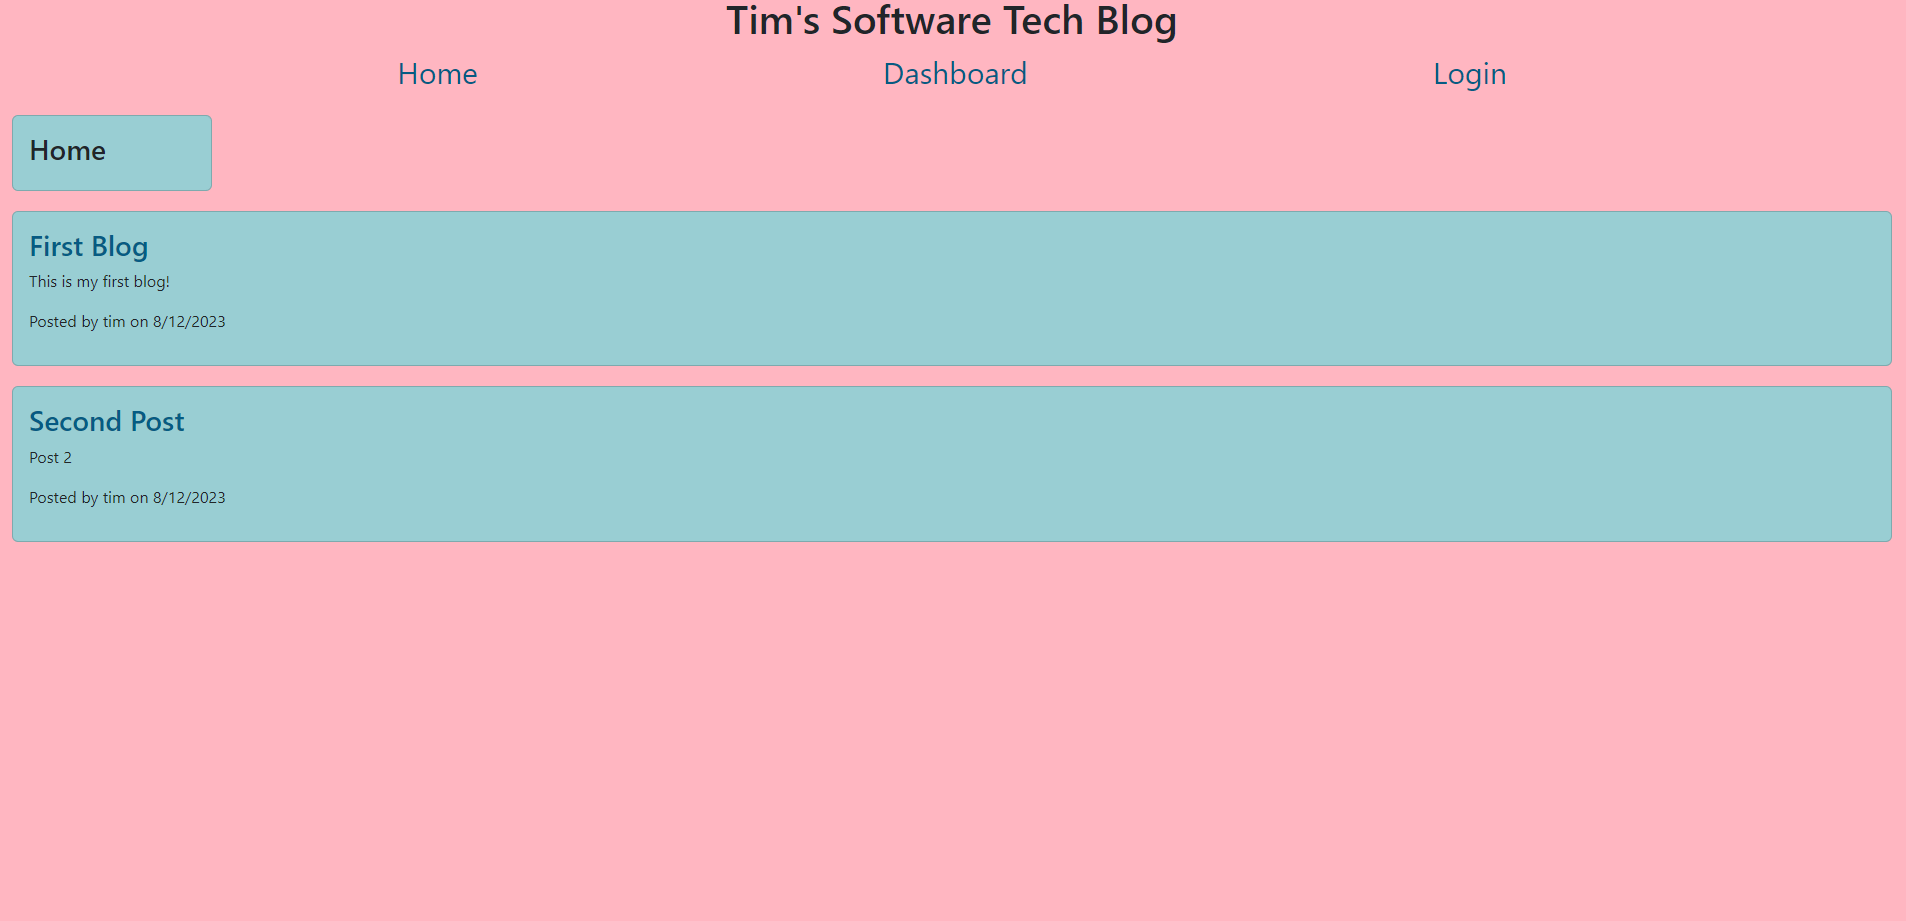 Tim's Software Tech Blog
Home Dashboard Login
Home
First Blog
This is my first blog!
Posted by tim on 8/12/2023
Second Post
Post 2
Posted by tim on 8/12/2023